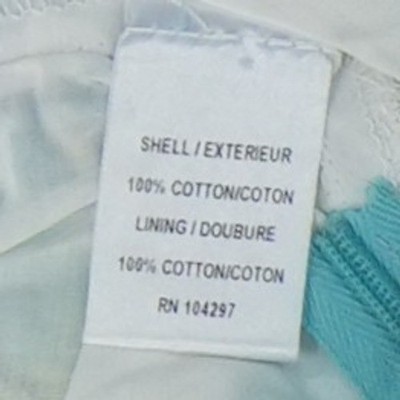 SHELL / EXTERIEUR
100% COTTON/COTON
LINING / DOUBURE
100% COTTON/COTON
RN 104297